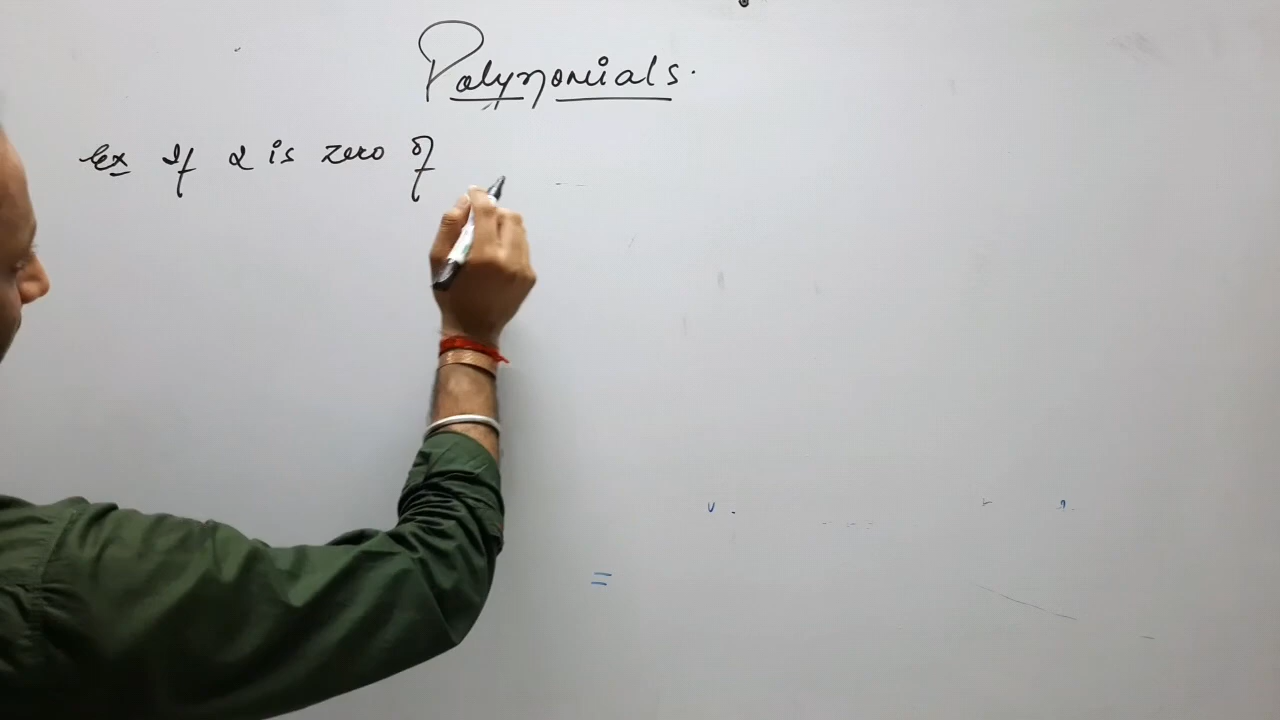 Polynomials.
Ex If α is zero of
=